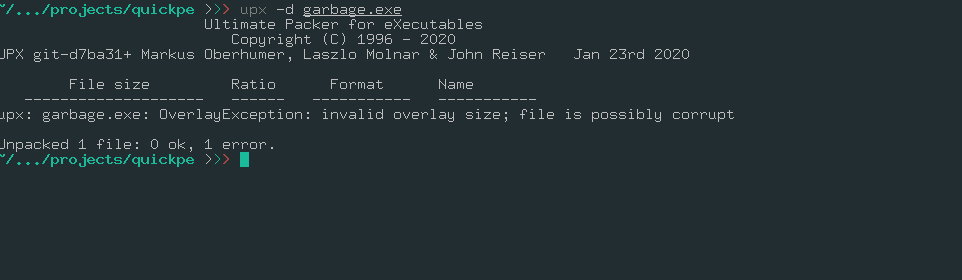 ~/.../projects/quickpe >>> upx -d garbage.exe
Ultimate Packer for eXecutables
Copyright (C) 1996 - 2020
UPX git-d7ba31+ Markus Oberhumer, Laszlo Molnar & John Reiser   Jan 23rd 2020
File size         Ratio      Format      Name
--------------------   ------   -----------   -----------
upx: garbage.exe: OverlayException: invalid overlay size; file is possibly corrupt
Unpacked 1 file: 0 ok, 1 error.
~/.../projects/quickpe >>>